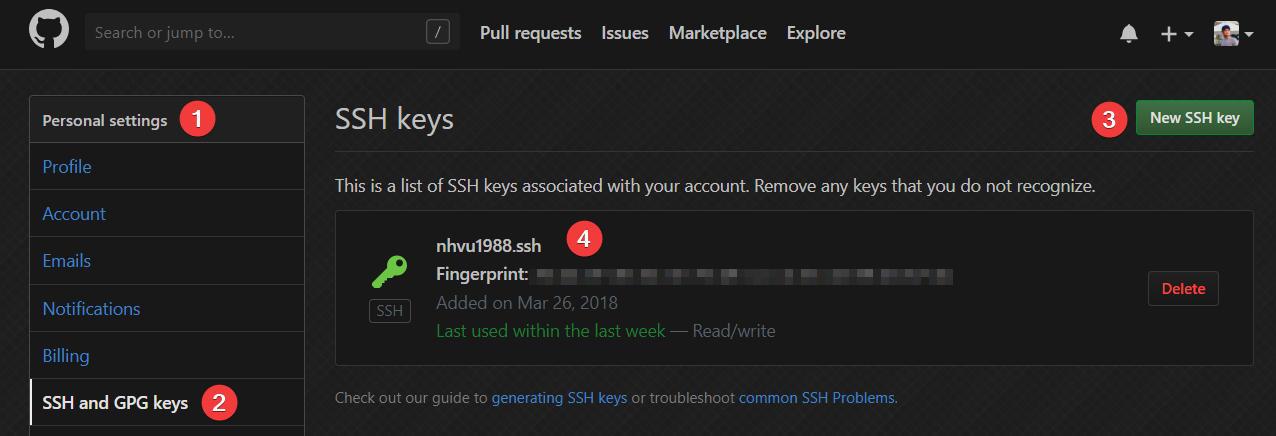 Search or jump to... /
Pull requests Issues Marketplace Explore
Personal settings 1
Profile
Account
Emails
Notifications
Billing
SSH and GPG keys 2
SSH keys
3 New SSH key
This is a list of SSH keys associated with your account. Remove any keys that you do not recognize.
nhvu1988.ssh 4
Fingerprint:
Added on Mar 26, 2018
SSH
Last used within the last week — Read/write
Delete
Check out our guide to generating SSH keys or troubleshoot common SSH Problems.